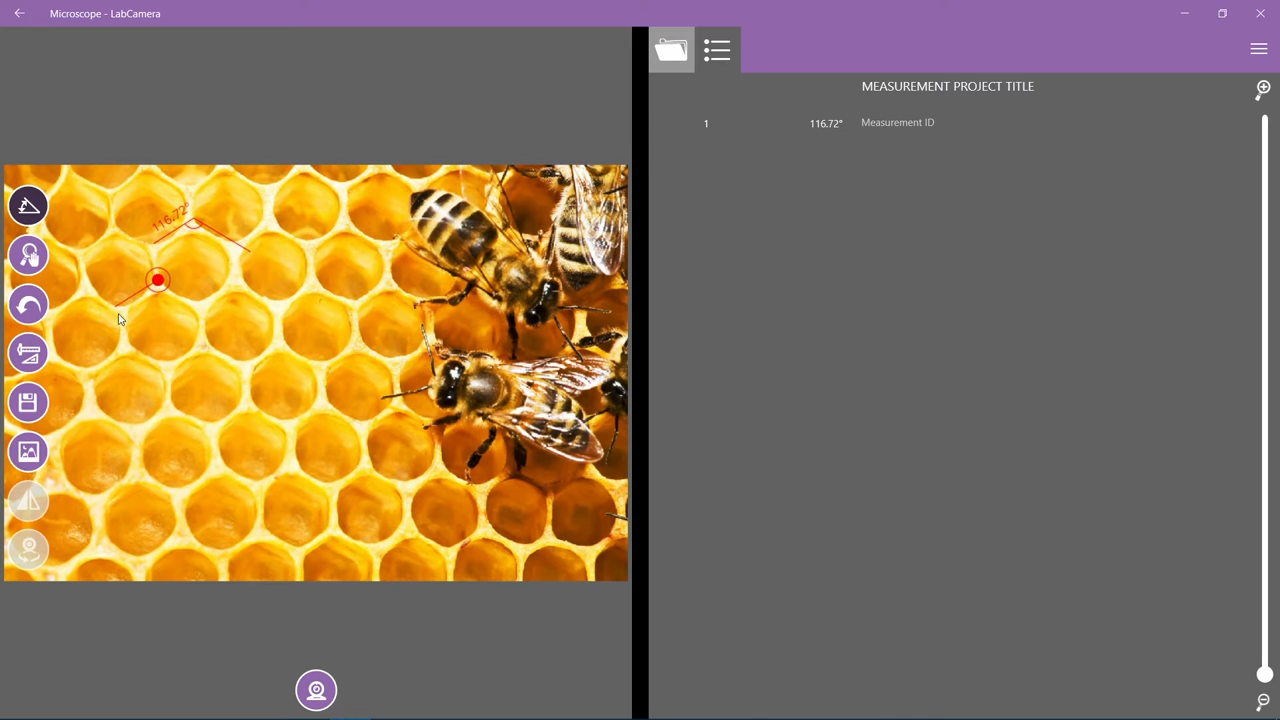 Microscope - LabCamera
MEASUREMENT PROJECT TITLE
1 116.72° Measurement ID
116.72°